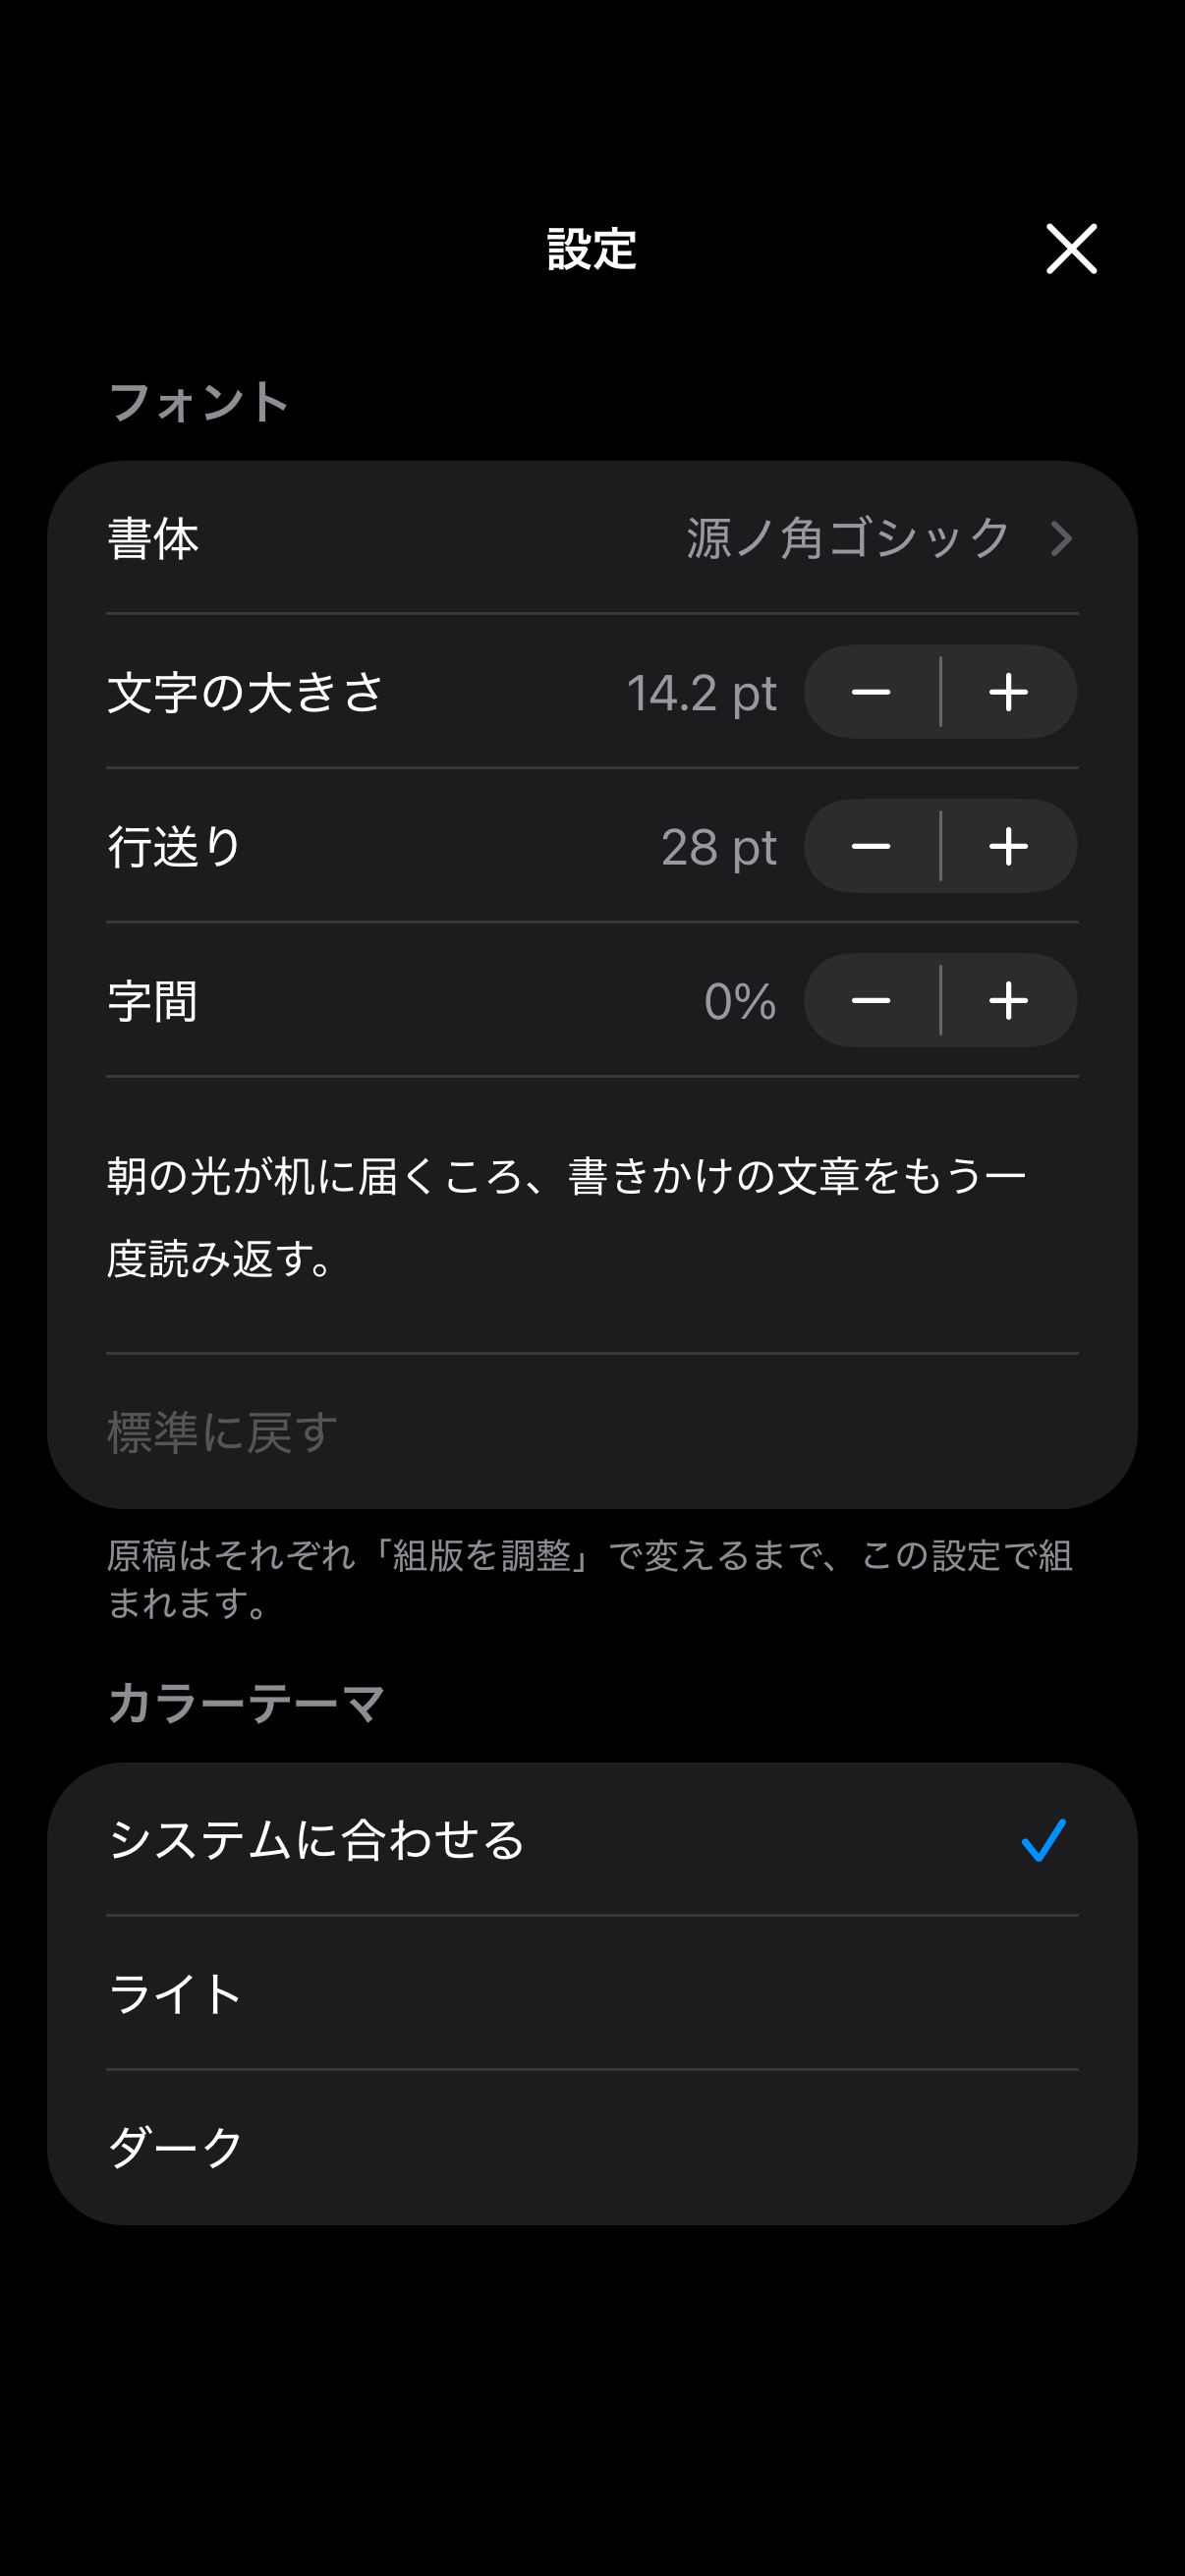 設定
フォント
書体 源ノ角ゴシック
文字の大きさ 14.2 pt
行送り 28 pt
字間 0%
朝の光が机に届くころ、書きかけの文章をもう一
度読み返す。
標準に戻す
原稿はそれぞれ「組版を調整」で変えるまで、この設定で組
まれます。
カラーテーマ
システムに合わせる
ライト
ダーク